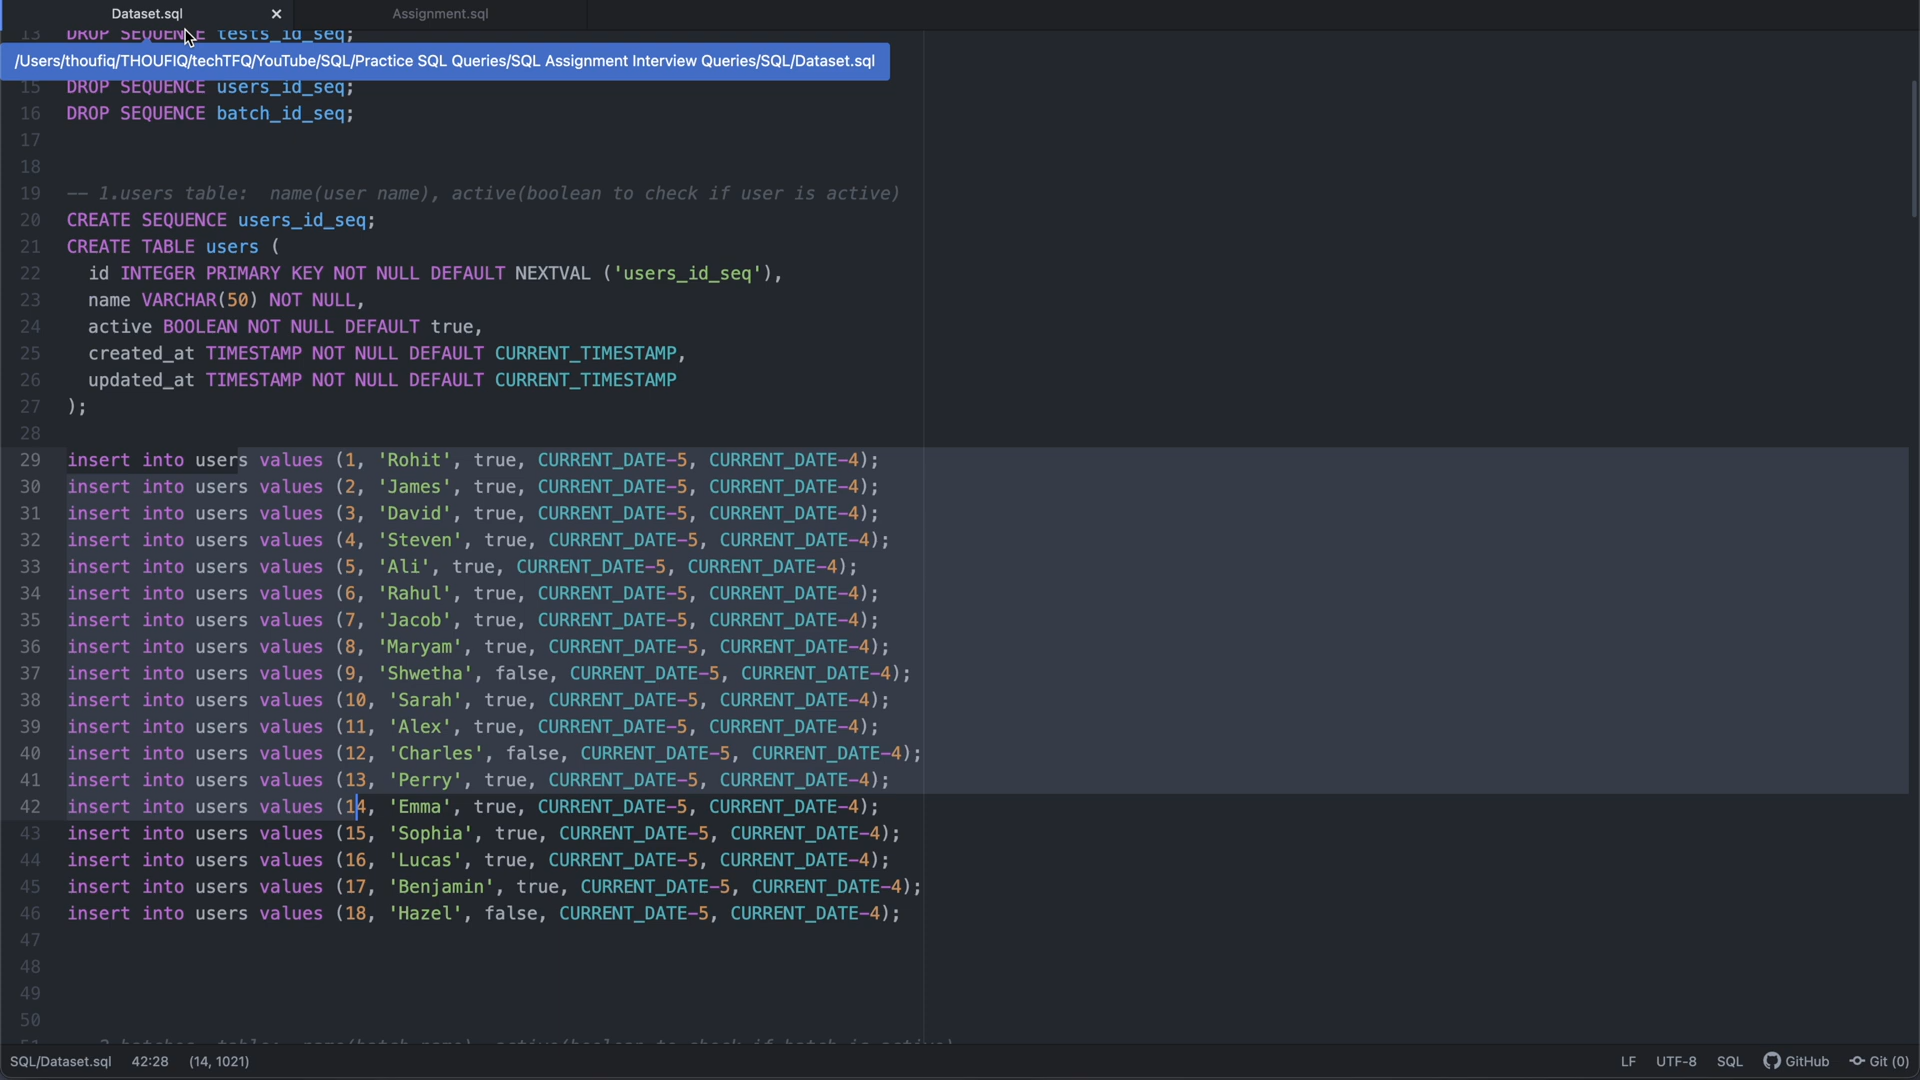 Dataset.sql
Assignment.sql
13 DROP SEQUENCE tests_id_seq;
/Users/thoufiq/THOUFIQ/techTFQ/YouTube/SQL/Practice SQL Queries/SQL Assignment Interview Queries/SQL/Dataset.sql
15 DROP SEQUENCE users_id_seq;
16 DROP SEQUENCE batch_id_seq;
17
18
19 -- 1.users table:  name(user name), active(boolean to check if user is active)
20 CREATE SEQUENCE users_id_seq;
21 CREATE TABLE users (
22   id INTEGER PRIMARY KEY NOT NULL DEFAULT NEXTVAL ('users_id_seq'),
23   name VARCHAR(50) NOT NULL,
24   active BOOLEAN NOT NULL DEFAULT true,
25   created_at TIMESTAMP NOT NULL DEFAULT CURRENT_TIMESTAMP,
26   updated_at TIMESTAMP NOT NULL DEFAULT CURRENT_TIMESTAMP
27 );
28
29 insert into users values (1, 'Rohit', true, CURRENT_DATE-5, CURRENT_DATE-4);
30 insert into users values (2, 'James', true, CURRENT_DATE-5, CURRENT_DATE-4);
31 insert into users values (3, 'David', true, CURRENT_DATE-5, CURRENT_DATE-4);
32 insert into users values (4, 'Steven', true, CURRENT_DATE-5, CURRENT_DATE-4);
33 insert into users values (5, 'Ali', true, CURRENT_DATE-5, CURRENT_DATE-4);
34 insert into users values (6, 'Rahul', true, CURRENT_DATE-5, CURRENT_DATE-4);
35 insert into users values (7, 'Jacob', true, CURRENT_DATE-5, CURRENT_DATE-4);
36 insert into users values (8, 'Maryam', true, CURRENT_DATE-5, CURRENT_DATE-4);
37 insert into users values (9, 'Shwetha', false, CURRENT_DATE-5, CURRENT_DATE-4);
38 insert into users values (10, 'Sarah', true, CURRENT_DATE-5, CURRENT_DATE-4);
39 insert into users values (11, 'Alex', true, CURRENT_DATE-5, CURRENT_DATE-4);
40 insert into users values (12, 'Charles', false, CURRENT_DATE-5, CURRENT_DATE-4);
41 insert into users values (13, 'Perry', true, CURRENT_DATE-5, CURRENT_DATE-4);
42 insert into users values (14, 'Emma', true, CURRENT_DATE-5, CURRENT_DATE-4);
43 insert into users values (15, 'Sophia', true, CURRENT_DATE-5, CURRENT_DATE-4);
44 insert into users values (16, 'Lucas', true, CURRENT_DATE-5, CURRENT_DATE-4);
45 insert into users values (17, 'Benjamin', true, CURRENT_DATE-5, CURRENT_DATE-4);
46 insert into users values (18, 'Hazel', false, CURRENT_DATE-5, CURRENT_DATE-4);
47
48
49
50
SQL/Dataset.sql 42:28 (14, 1021) LF UTF-8 SQL GitHub Git (0)